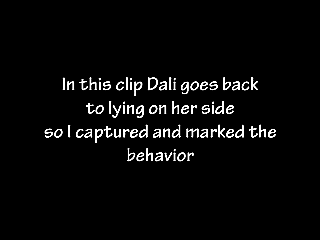 In this clip Dali goes back
to lying on her side
so I captured and marked the
behavior